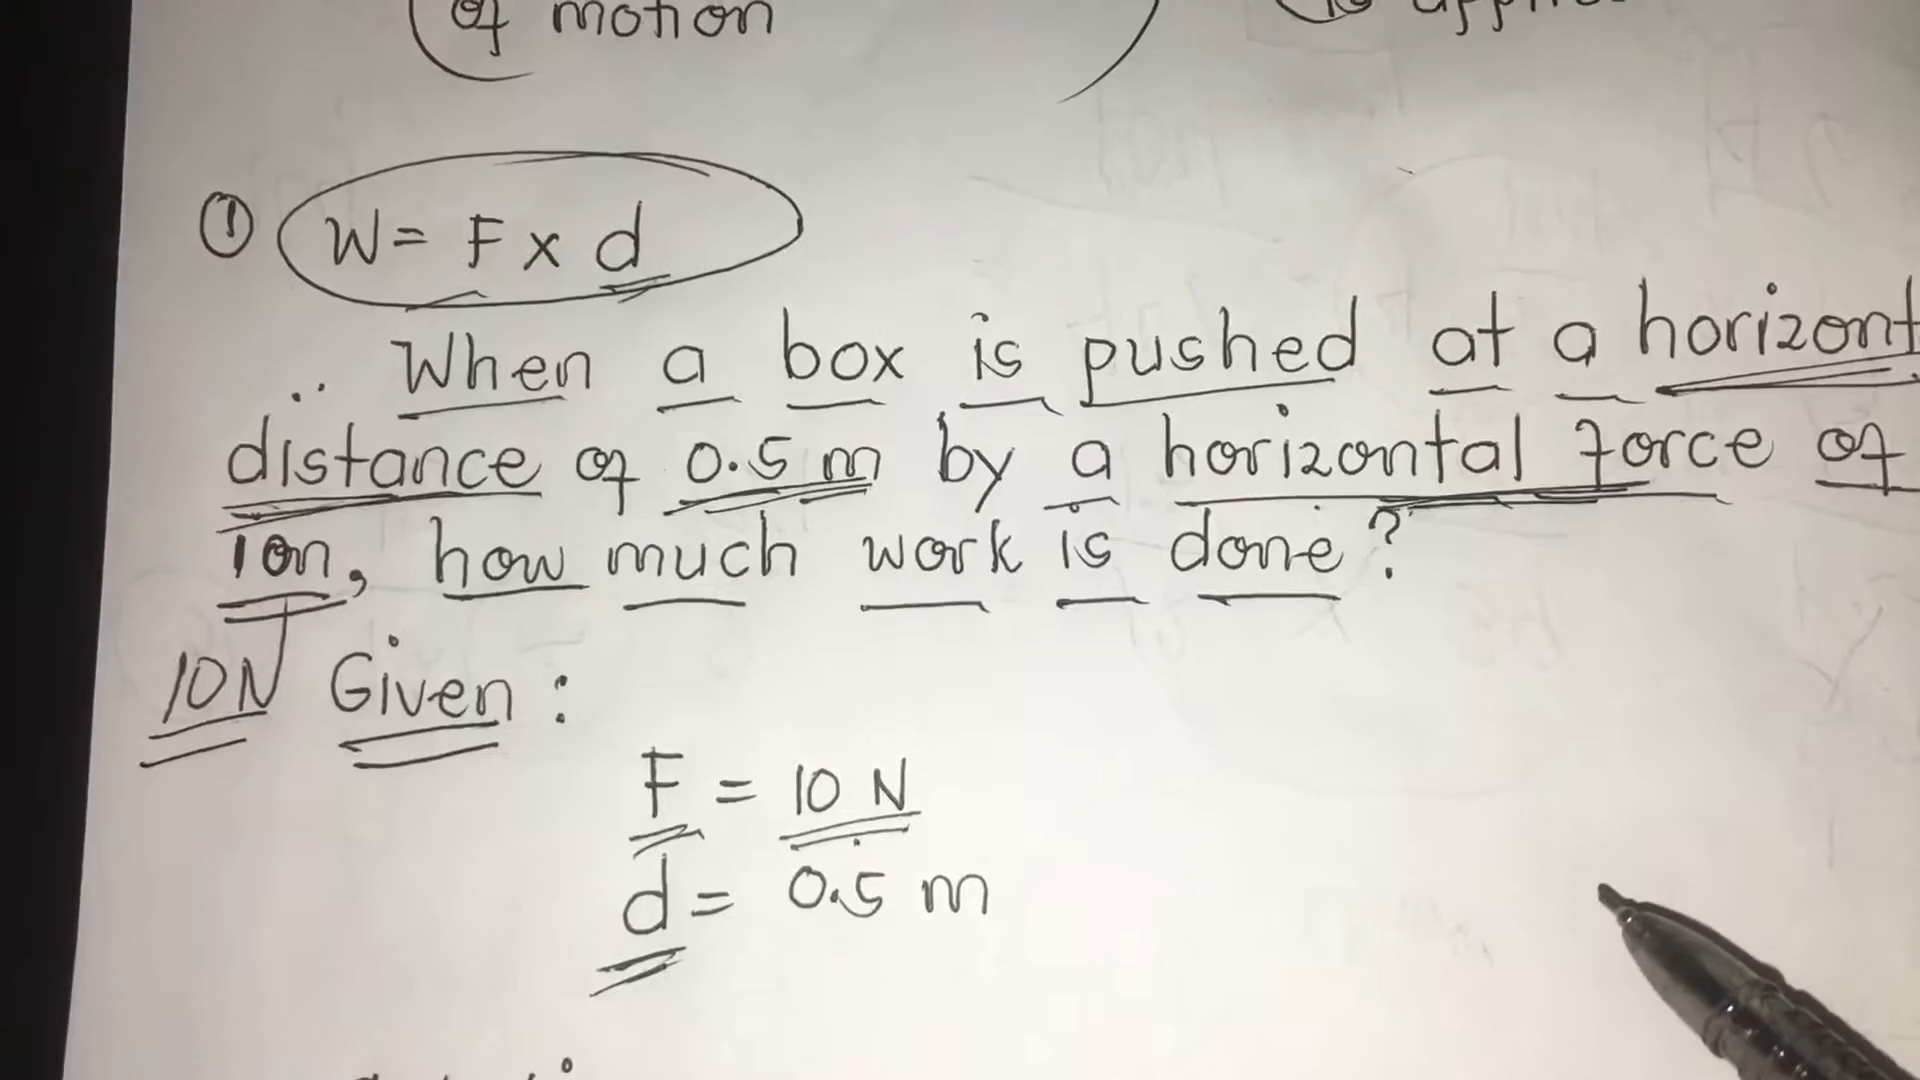 of motion
① W = F x d
When a box is pushed at a horizont
distance of 0.5 m by a horizontal force of
10n, how much work is done?
10N Given:
F = 10 N
d = 0.5 m